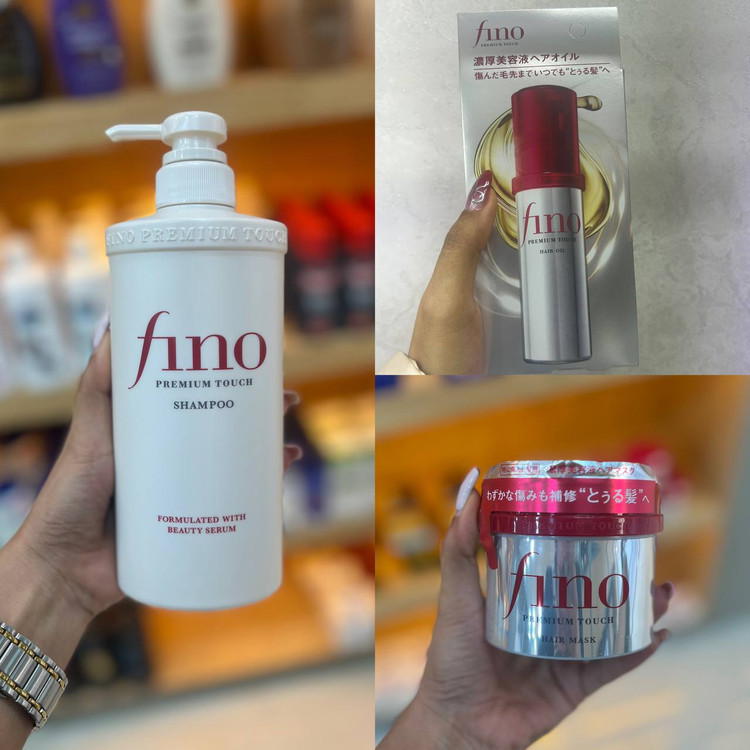 FINO PREMIUM TOUCH
fino
PREMIUM TOUCH
SHAMPOO
FORMULATED WITH
BEAUTY SERUM
fino
PREMIUM TOUCH
濃厚美容液ヘアオイル
傷んだ毛先までいつでも“とぅる髪”へ
fino
PREMIUM TOUCH
HAIR OIL
わずかな傷みも補修“とぅる髪”へ
PREMIUM TOUCH
fino
PREMIUM TOUCH
HAIR MASK